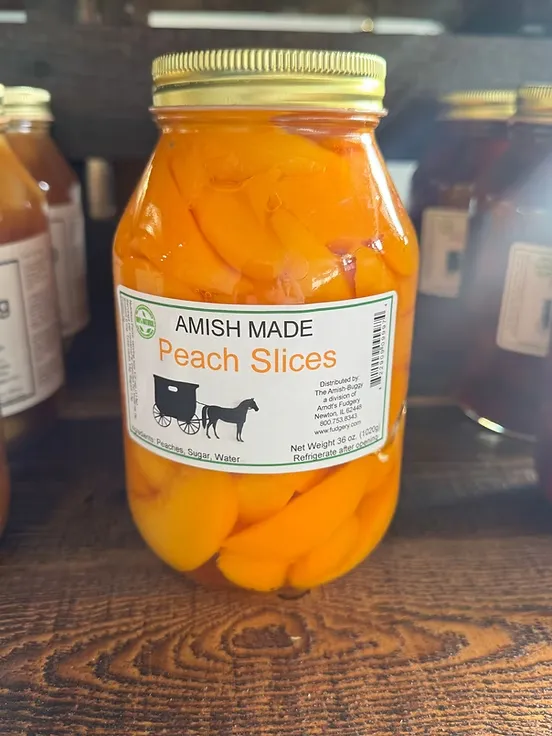 AMISH MADE
Peach Slices
Distributed by:
The Amish-Buggy
a division of
Arndt's Fudgery
Newton, IL 62448
800.753.8343
www.fudgery.com
Ingredients: Peaches, Sugar, Water
Net Weight 36 oz. (1020g)
Refrigerate after opening